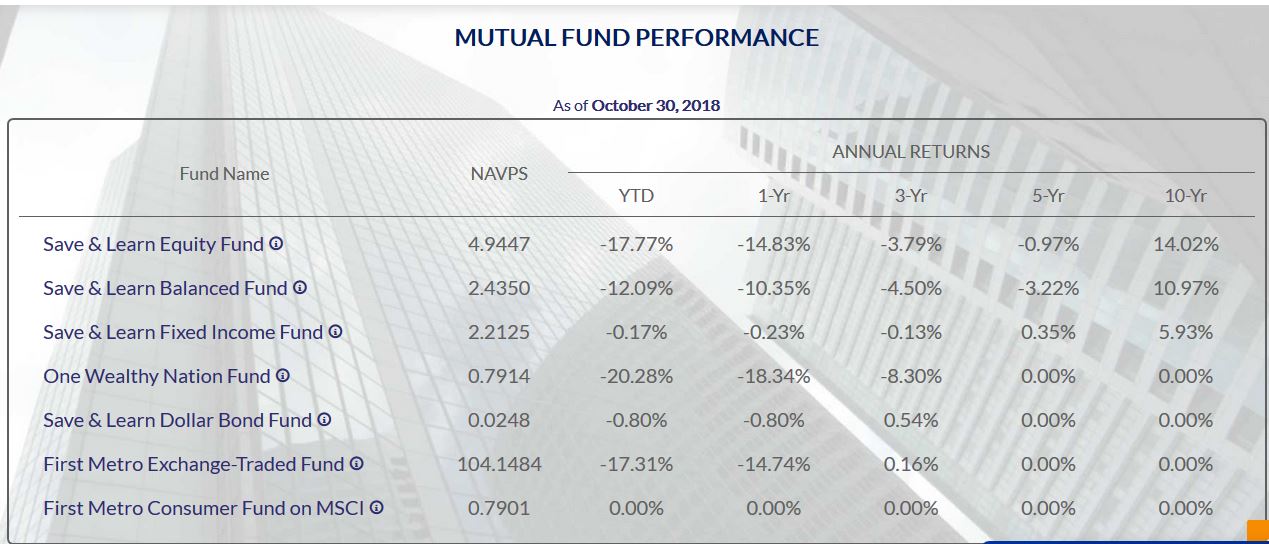 MUTUAL FUND PERFORMANCE
As of October 30, 2018
Fund Name NAVPS ANNUAL RETURNS
YTD 1-Yr 3-Yr 5-Yr 10-Yr
Save & Learn Equity Fund 4.9447 -17.77% -14.83% -3.79% -0.97% 14.02%
Save & Learn Balanced Fund 2.4350 -12.09% -10.35% -4.50% -3.22% 10.97%
Save & Learn Fixed Income Fund 2.2125 -0.17% -0.23% -0.13% 0.35% 5.93%
One Wealthy Nation Fund 0.7914 -20.28% -18.34% -8.30% 0.00% 0.00%
Save & Learn Dollar Bond Fund 0.0248 -0.80% -0.80% 0.54% 0.00% 0.00%
First Metro Exchange-Traded Fund 104.1484 -17.31% -14.74% 0.16% 0.00% 0.00%
First Metro Consumer Fund on MSCI 0.7901 0.00% 0.00% 0.00% 0.00% 0.00%